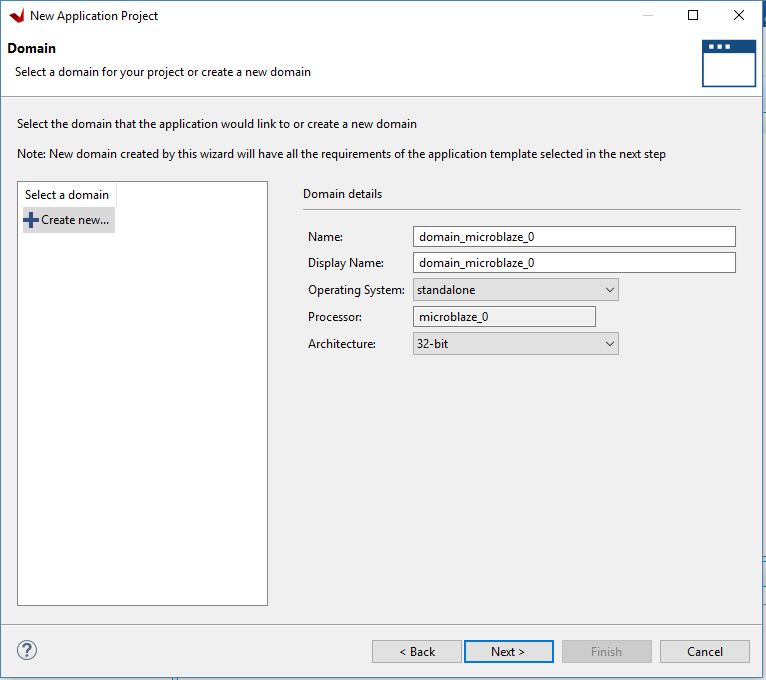 New Application Project
Domain
Select a domain for your project or create a new domain
Select the domain that the application would link to or create a new domain
Note: New domain created by this wizard will have all the requirements of the application template selected in the next step
Select a domain
Create new...
Domain details
Name: domain_microblaze_0
Display Name: domain_microblaze_0
Operating System: standalone
Processor: microblaze_0
Architecture: 32-bit
?
< Back Next > Finish Cancel